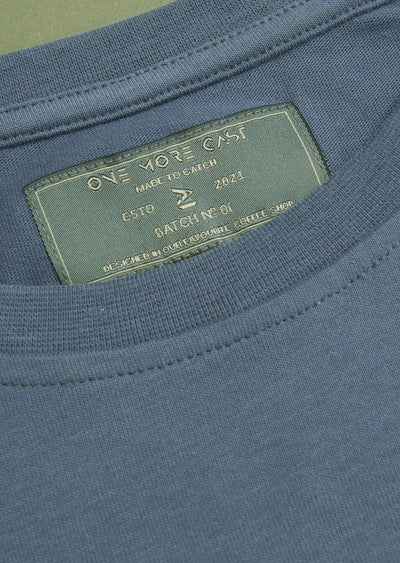 ONE MORE CAST
MADE TO CATCH
ESTD 2021
BATCH Nº 01
DESIGNED IN OUR FAVOURITE COFFEE SHOP